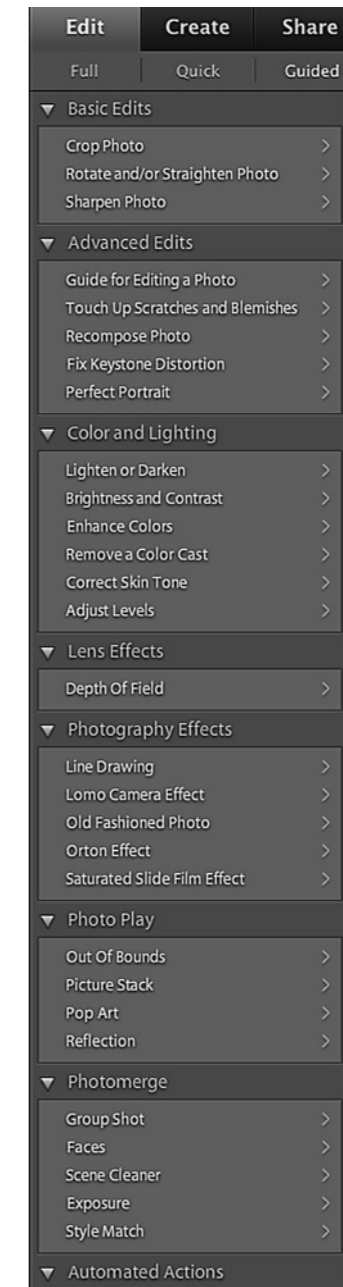 Edit Create Share
Full Quick Guided
Basic Edits
Crop Photo
Rotate and/or Straighten Photo
Sharpen Photo
Advanced Edits
Guide for Editing a Photo
Touch Up Scratches and Blemishes
Recompose Photo
Fix Keystone Distortion
Perfect Portrait
Color and Lighting
Lighten or Darken
Brightness and Contrast
Enhance Colors
Remove a Color Cast
Correct Skin Tone
Adjust Levels
Lens Effects
Depth Of Field
Photography Effects
Line Drawing
Lomo Camera Effect
Old Fashioned Photo
Orton Effect
Saturated Slide Film Effect
Photo Play
Out Of Bounds
Picture Stack
Pop Art
Reflection
Photomerge
Group Shot
Faces
Scene Cleaner
Exposure
Style Match
Automated Actions